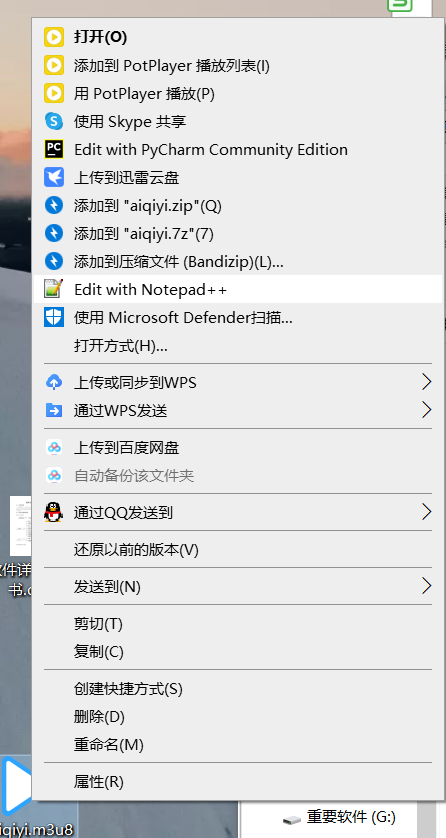 打开(O)
添加到 PotPlayer 播放列表(I)
用 PotPlayer 播放(P)
使用 Skype 共享
Edit with PyCharm Community Edition
上传到迅雷云盘
添加到 "aiqiyi.zip"(Q)
添加到 "aiqiyi.7z"(7)
添加到压缩文件 (Bandizip)(L)...
Edit with Notepad++
使用 Microsoft Defender扫描...
打开方式(H)...
上传或同步到WPS
通过WPS发送
上传到百度网盘
自动备份该文件夹
通过QQ发送到
还原以前的版本(V)
件详
书.
发送到(N)
剪切(T)
复制(C)
创建快捷方式(S)
删除(D)
重命名(M)
属性(R)
iqiyi.m3u8
重要软件 (G:)